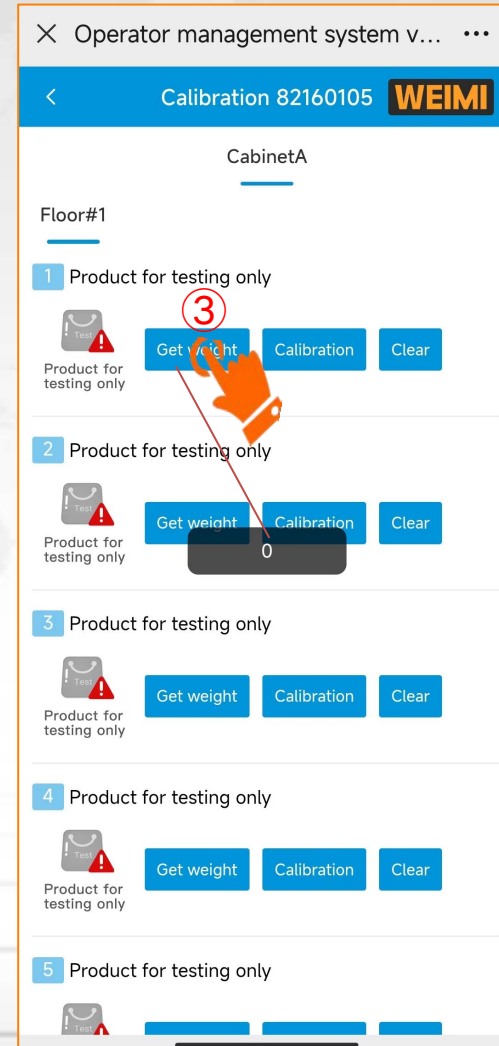 Operator management system v... ···
Calibration 82160105 WEIMI
CabinetA
Floor#1
1 Product for testing only
③
Test
Get weight Calibration Clear
Product for
testing only
2 Product for testing only
Test
Get weight Calibration Clear
Product for
testing only
0
3 Product for testing only
Test
Get weight Calibration Clear
Product for
testing only
4 Product for testing only
Test
Get weight Calibration Clear
Product for
testing only
5 Product for testing only
Test